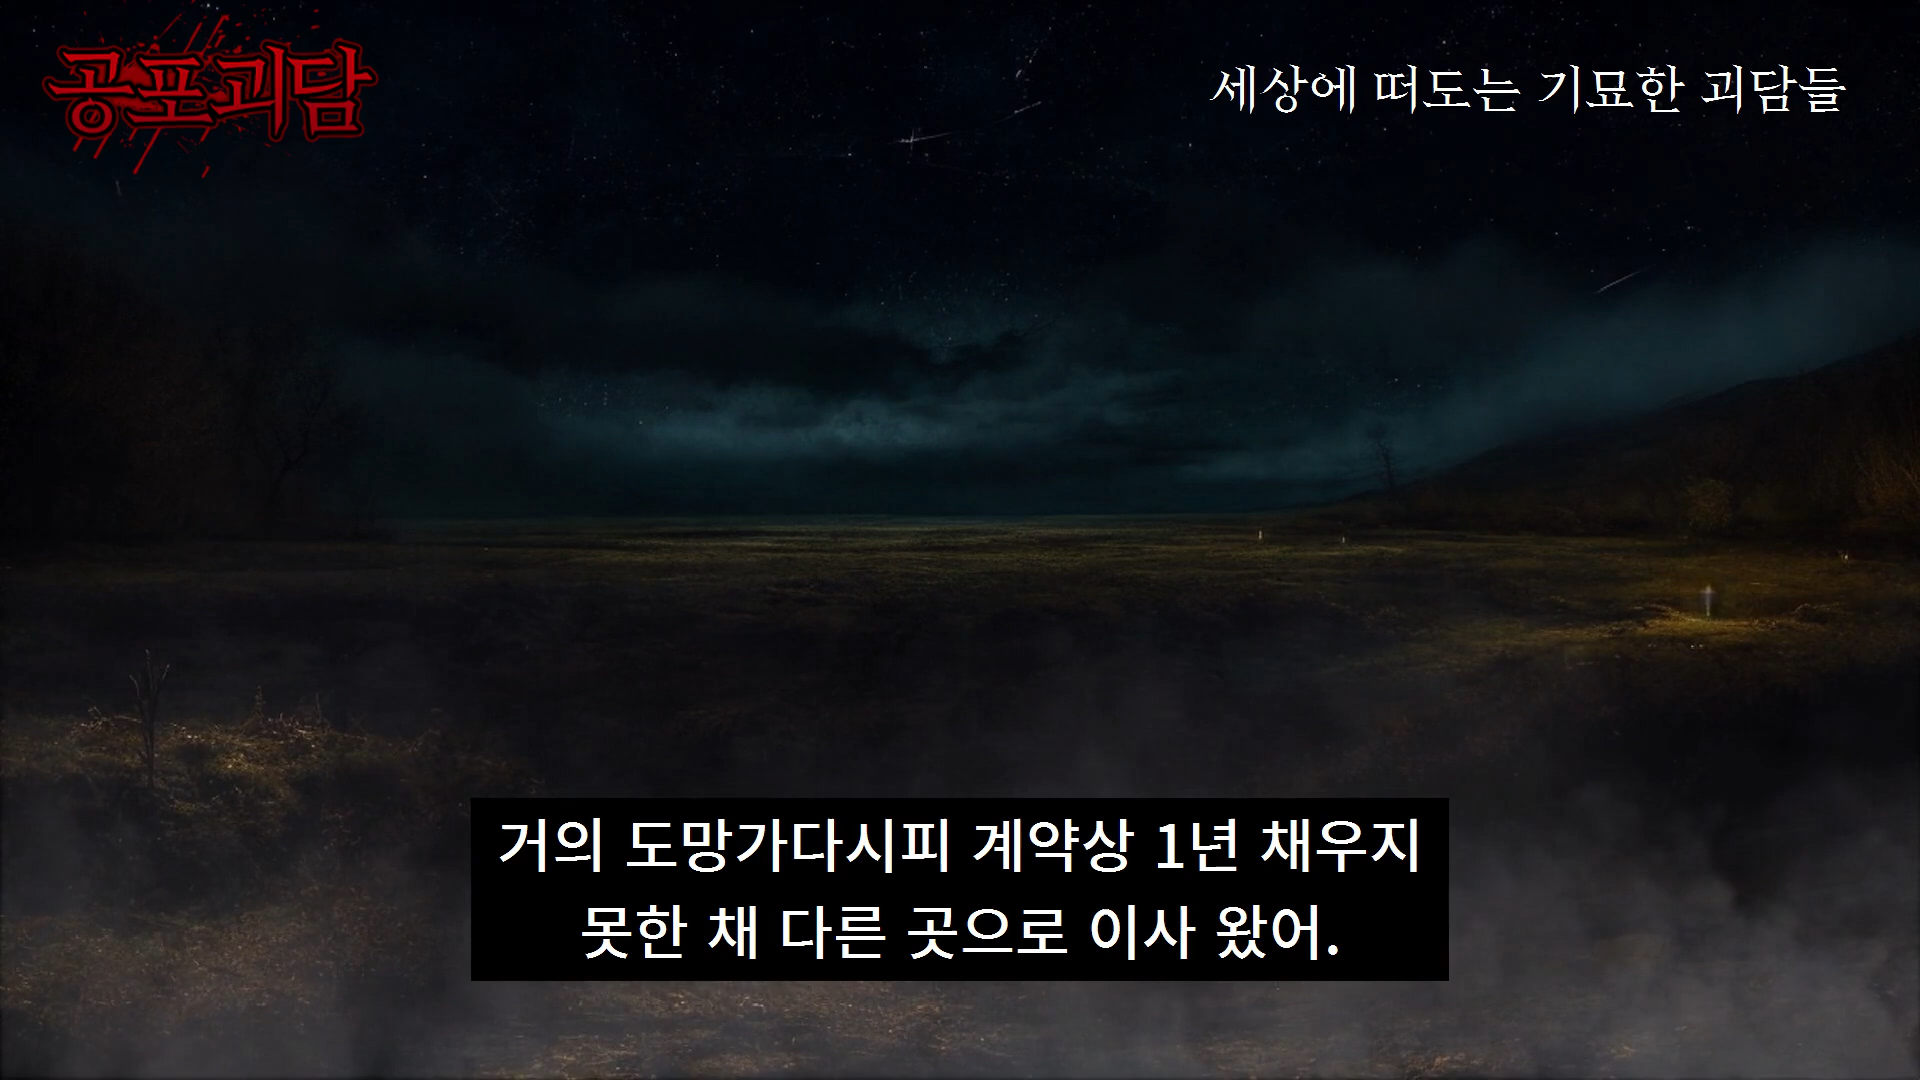 공포괴담
세상에 떠도는 기묘한 괴담들
거의 도망가다시피 계약상 1년 채우지
못한 채 다른 곳으로 이사 왔어.